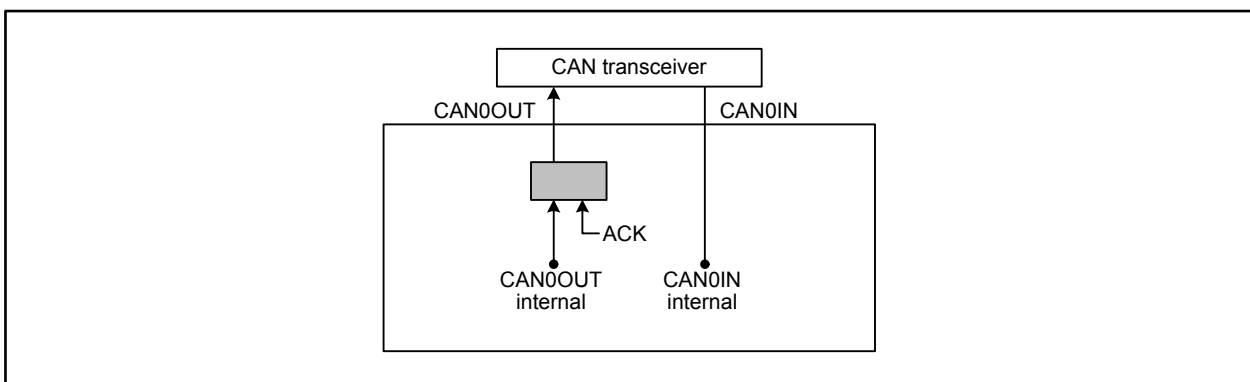 CAN transceiver
CAN0OUT
CAN0IN
ACK
CAN0OUT
internal
CAN0IN
internal